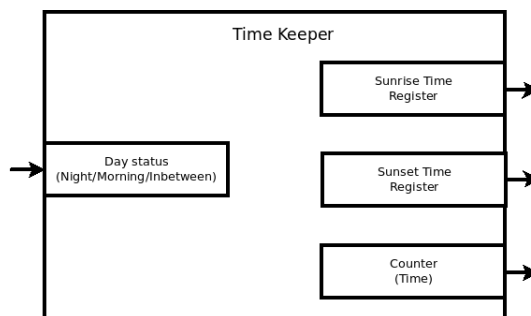 Time Keeper
Sunrise Time
Register
Day status
(Night/Morning/Inbetween)
Sunset Time
Register
Counter
(Time)